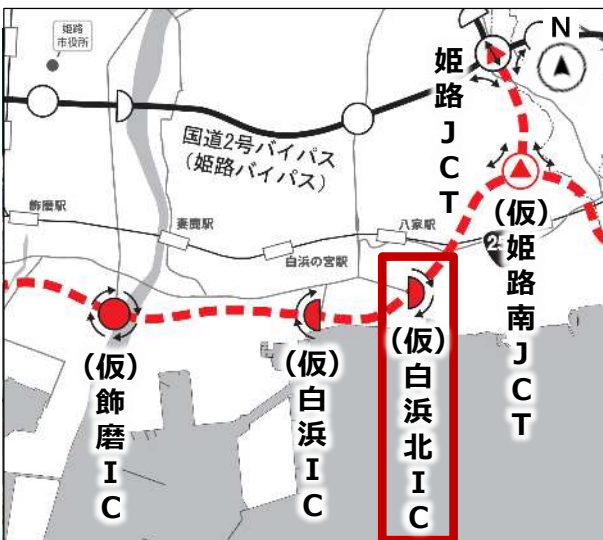 姫路
市役所
N
姫路JCT
国道2号バイパス
(姫路バイパス)
飾磨駅
妻鹿駅
白浜の宮駅
八家駅
(仮)姫路南JCT
(仮)飾磨IC
(仮)白浜IC
(仮)白浜北IC